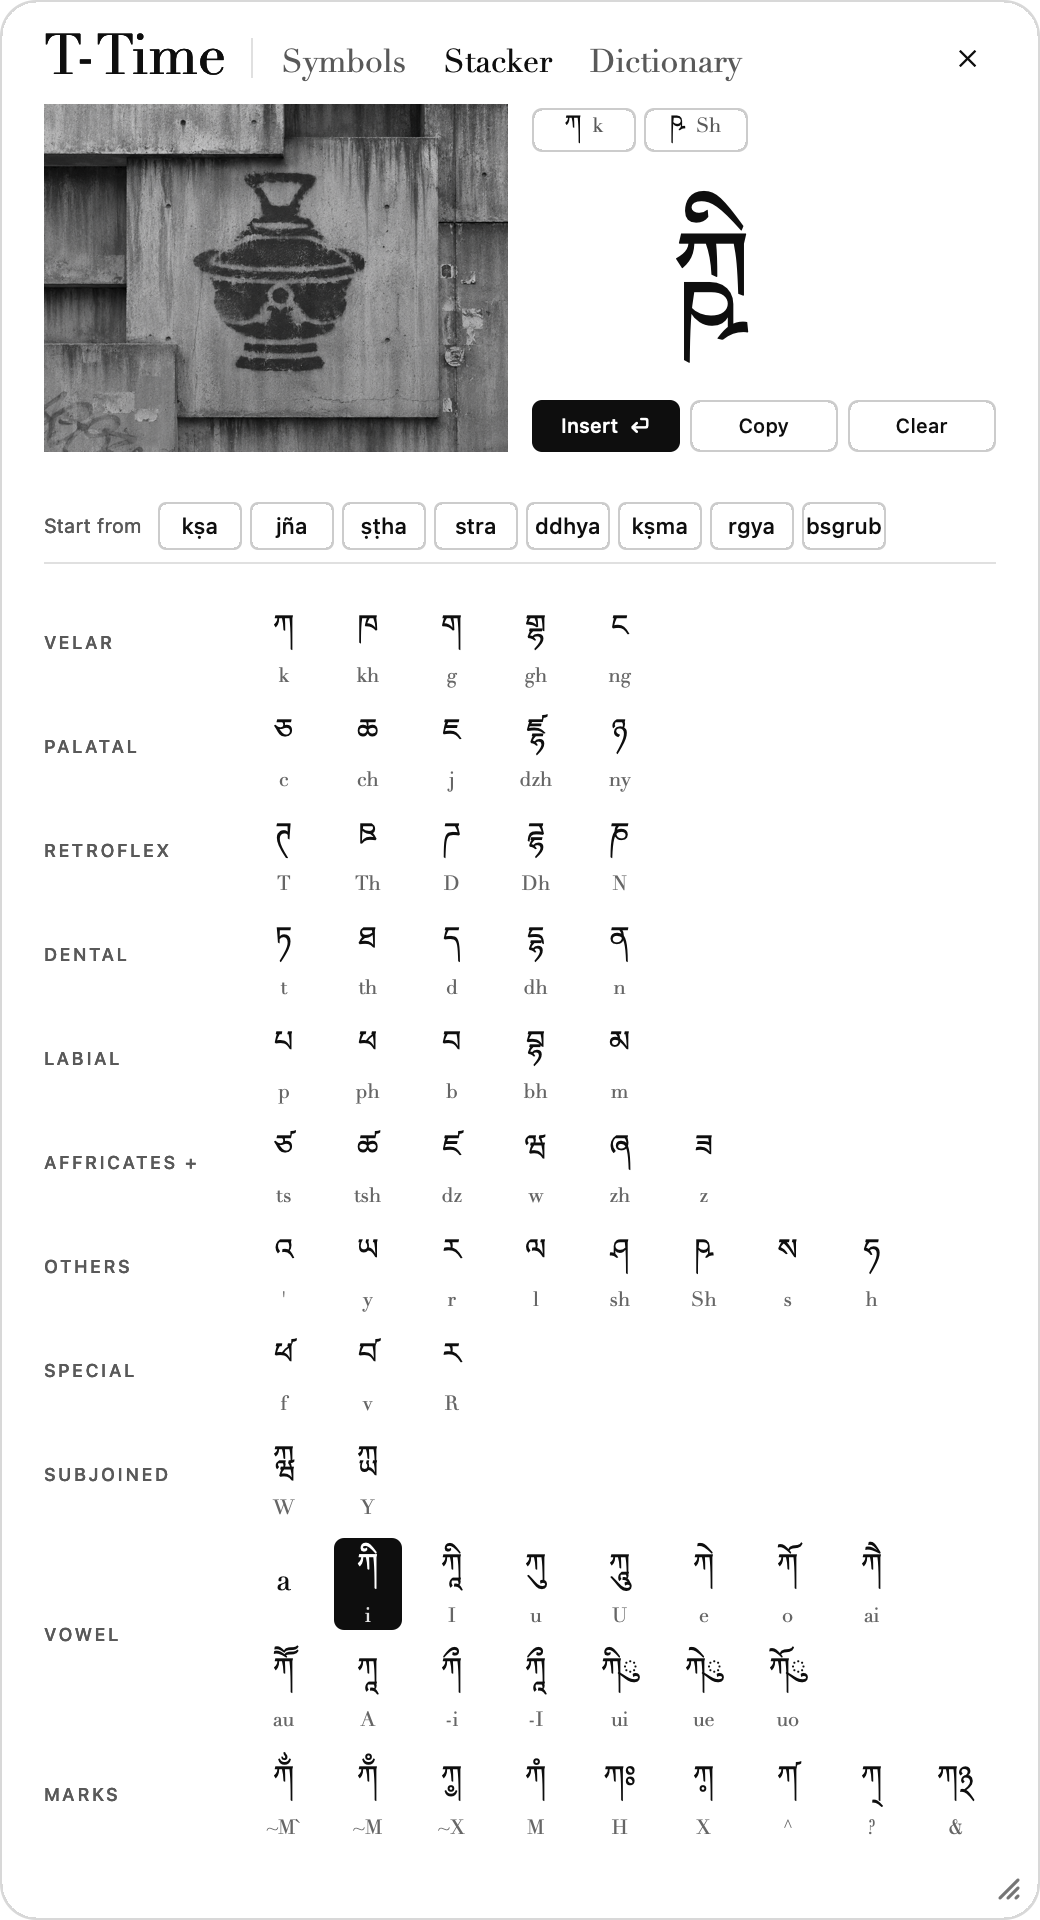 T-Time Symbols Stacker Dictionary
ཀ k ཥ Sh
ཀྵི
Insert Copy Clear
Start from kṣa jña ṣṭha stra ddhya kṣma rgya bsgrub
VELAR
ཀ ཁ ག གྷ ང
k kh g gh ng
PALATAL
ཅ ཆ ཇ ཛྷ ཉ
c ch j dzh ny
RETROFLEX
ཊ ཋ ཌ ཌྷ ཎ
T Th D Dh N
DENTAL
ཏ ཐ ད དྷ ན
t th d dh n
LABIAL
པ ཕ བ བྷ མ
p ph b bh m
AFFRICATES +
ཙ ཚ ཛ ཝ ཞ ཟ
ts tsh dz w zh z
OTHERS
འ ཡ ར ལ ཤ ཥ ས ཧ
' y r l sh Sh s h
SPECIAL
ཕ༹ བ༹ ཪ
f v R
SUBJOINED
ཀྺ ཀྻ
W Y
VOWEL
ཀི ཀཱི ཀུ ཀཱུ ཀེ ཀོ ཀཻ
a i I u U e o ai
ཀཽ ཀཱ ཀྀ ཀཱྀ
au A -i -I ui ue uo
MARKS
ཀྂ ཀྃ ཀ༵ ཀཾ ཀཿ ཀ༷ ཀ༹ ཀ྄ ཀ྅
~M` ~M ~X M H X ^ ? &